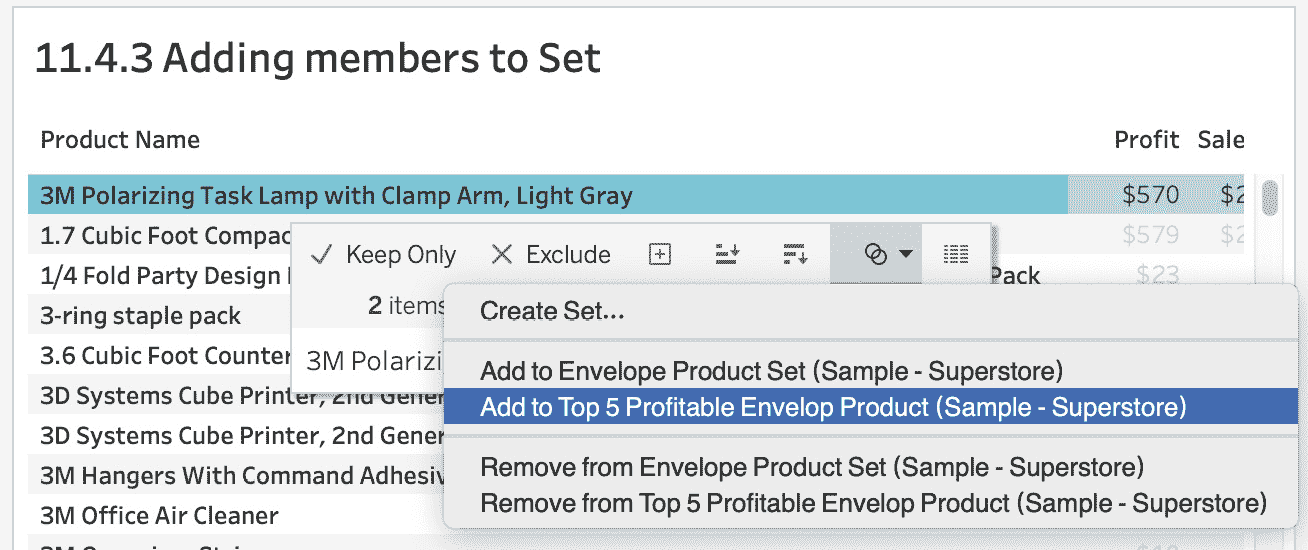 11.4.3 Adding members to Set
Product Name Profit Sale
3M Polarizing Task Lamp with Clamp Arm, Light Gray $570 $2
1.7 Cubic Foot Compac $579 $2
Keep Only Exclude
1/4 Fold Party Design Pack $23
2 items
3-ring staple pack
Create Set...
3.6 Cubic Foot Counter
3M Polarizi
Add to Envelope Product Set (Sample - Superstore)
3D Systems Cube Printer, 2nd Gener
Add to Top 5 Profitable Envelop Product (Sample - Superstore)
3D Systems Cube Printer, 2nd Gener
3M Hangers With Command Adhesiv
Remove from Envelope Product Set (Sample - Superstore)
3M Office Air Cleaner
Remove from Top 5 Profitable Envelop Product (Sample - Superstore)